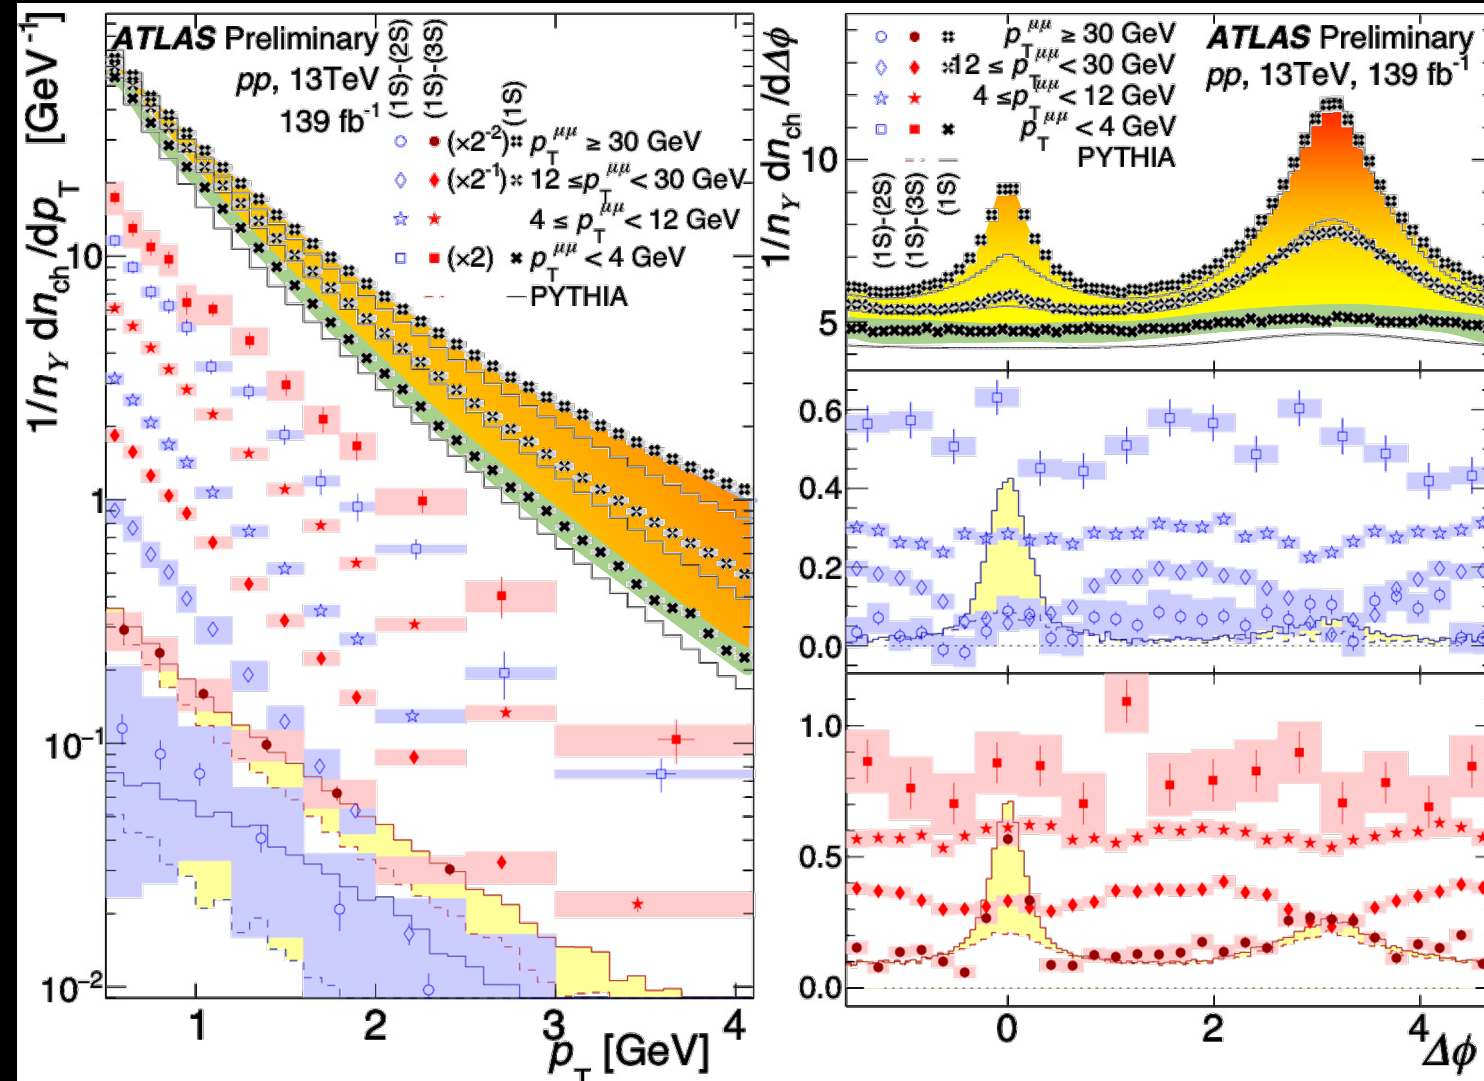 ATLAS Preliminary
pp, 13TeV
139 fb⁻¹
(1S)-(2S)
(1S)-(3S)
(1S)
(×2⁻²) p_T^μμ ≥ 30 GeV
(×2⁻¹) 12 ≤ p_T^μμ < 30 GeV
4 ≤ p_T^μμ < 12 GeV
(×2) p_T^μμ < 4 GeV
PYTHIA
1/n_Υ dn_ch/dp_T [GeV⁻¹]
10
1
10⁻¹
10⁻²
1 2 3 4
p_T [GeV]
p_T^μμ ≥ 30 GeV
12 ≤ p_T^μμ < 30 GeV
4 ≤ p_T^μμ < 12 GeV
p_T^μμ < 4 GeV
PYTHIA
(1S)-(2S)
(1S)-(3S)
(1S)
ATLAS Preliminary
pp, 13TeV, 139 fb⁻¹
1/n_Υ dn_ch/dΔϕ
10
5
0.6
0.4
0.2
0.0
1.0
0.5
0.0
0 2 4
Δϕ